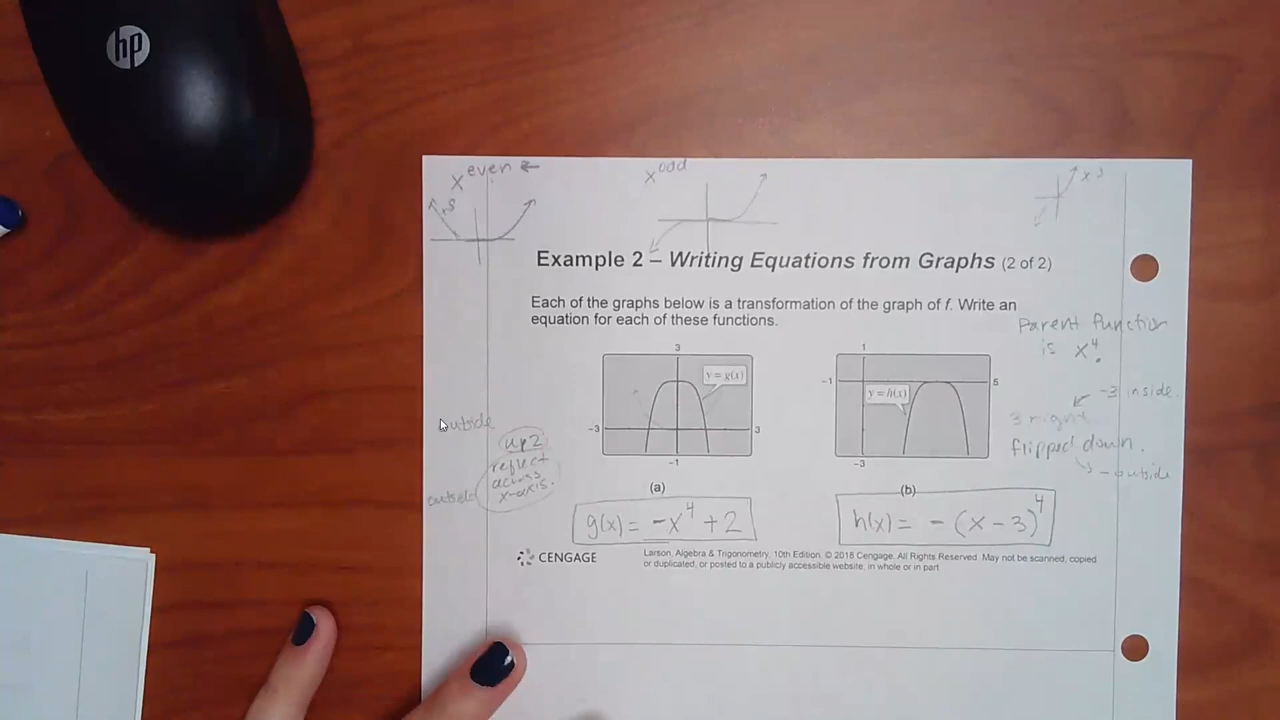 hp
x^even ←
x^8
x^odd
x^3
Example 2 – Writing Equations from Graphs (2 of 2)
Each of the graphs below is a transformation of the graph of f. Write an
equation for each of these functions.
Parent function
is x^4.
3
y = g(x)
-3
3
-1
(a)
1
-1
5
y = h(x)
-3
(b)
-3 inside.
3 right
flipped down.
- outside
outside
up 2
reflect
across
x-axis.
outside
g(x) = -x^4 + 2
h(x) = -(x - 3)^4
CENGAGE
Larson, Algebra & Trigonometry, 10th Edition. © 2018 Cengage. All Rights Reserved. May not be scanned, copied
or duplicated, or posted to a publicly accessible website, in whole or in part.